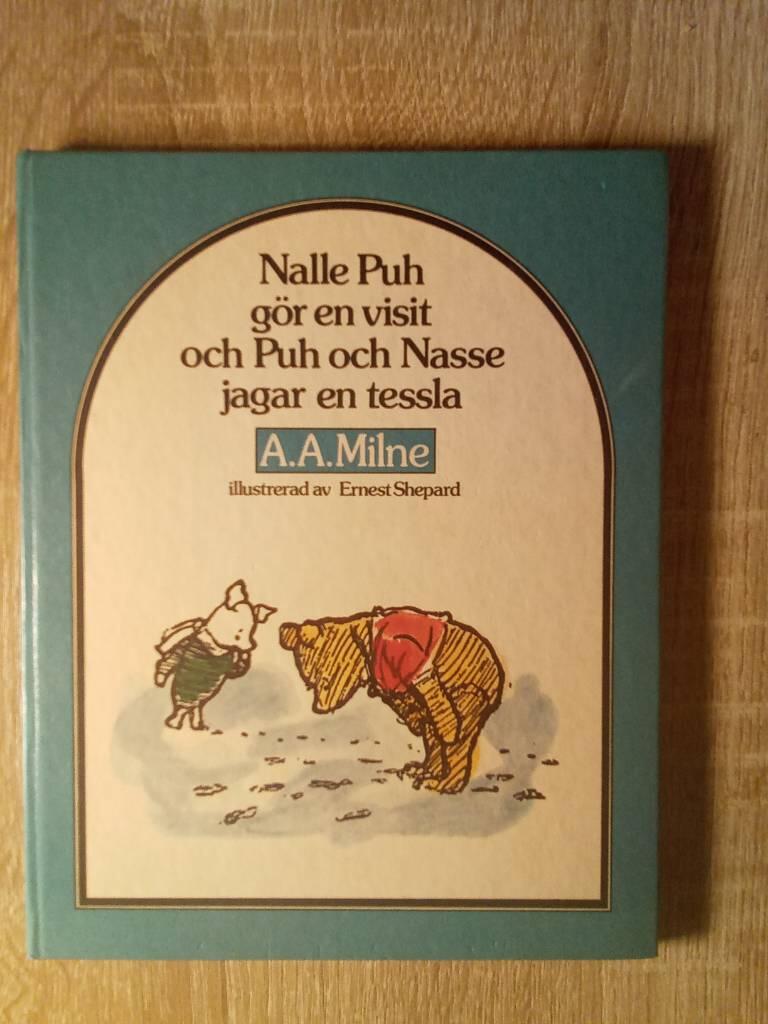 Nalle Puh
gör en visit
och Puh och Nasse
jagar en tessla
A.A.Milne
illustrerad av Ernest Shepard